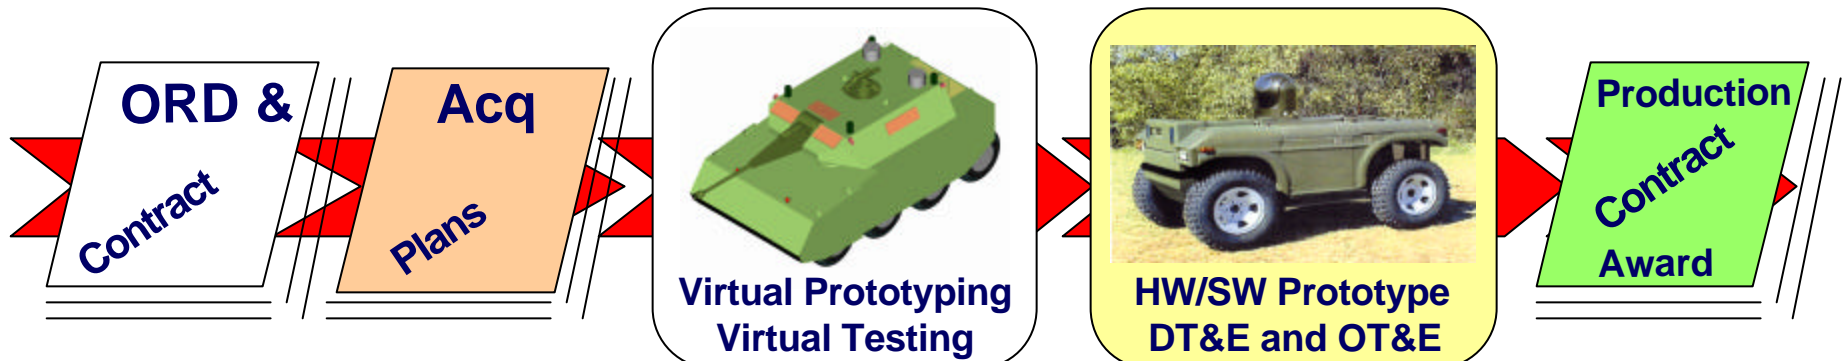 ORD &
Contract
Acq
Plans
Virtual Prototyping
Virtual Testing
HW/SW Prototype
DT&E and OT&E
Production
Contract
Award